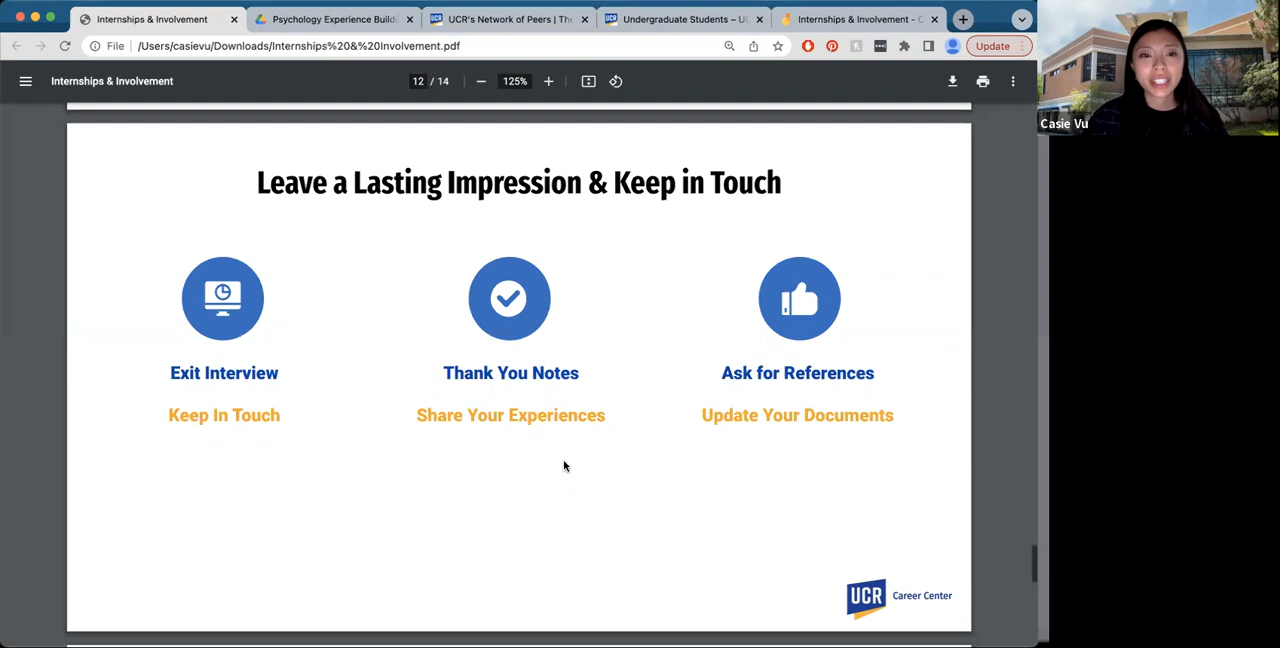 Internships & Involvement
Psychology Experience Build
UCR's Network of Peers | The
Undergraduate Students – U
Internships & Involvement -
File
/Users/casievu/Downloads/Internships%20&%20Involvement.pdf
Update
Internships & Involvement
12 / 14
125%
Casie Vu
Leave a Lasting Impression & Keep in Touch
Exit Interview
Thank You Notes
Ask for References
Keep In Touch
Share Your Experiences
Update Your Documents
UCR Career Center